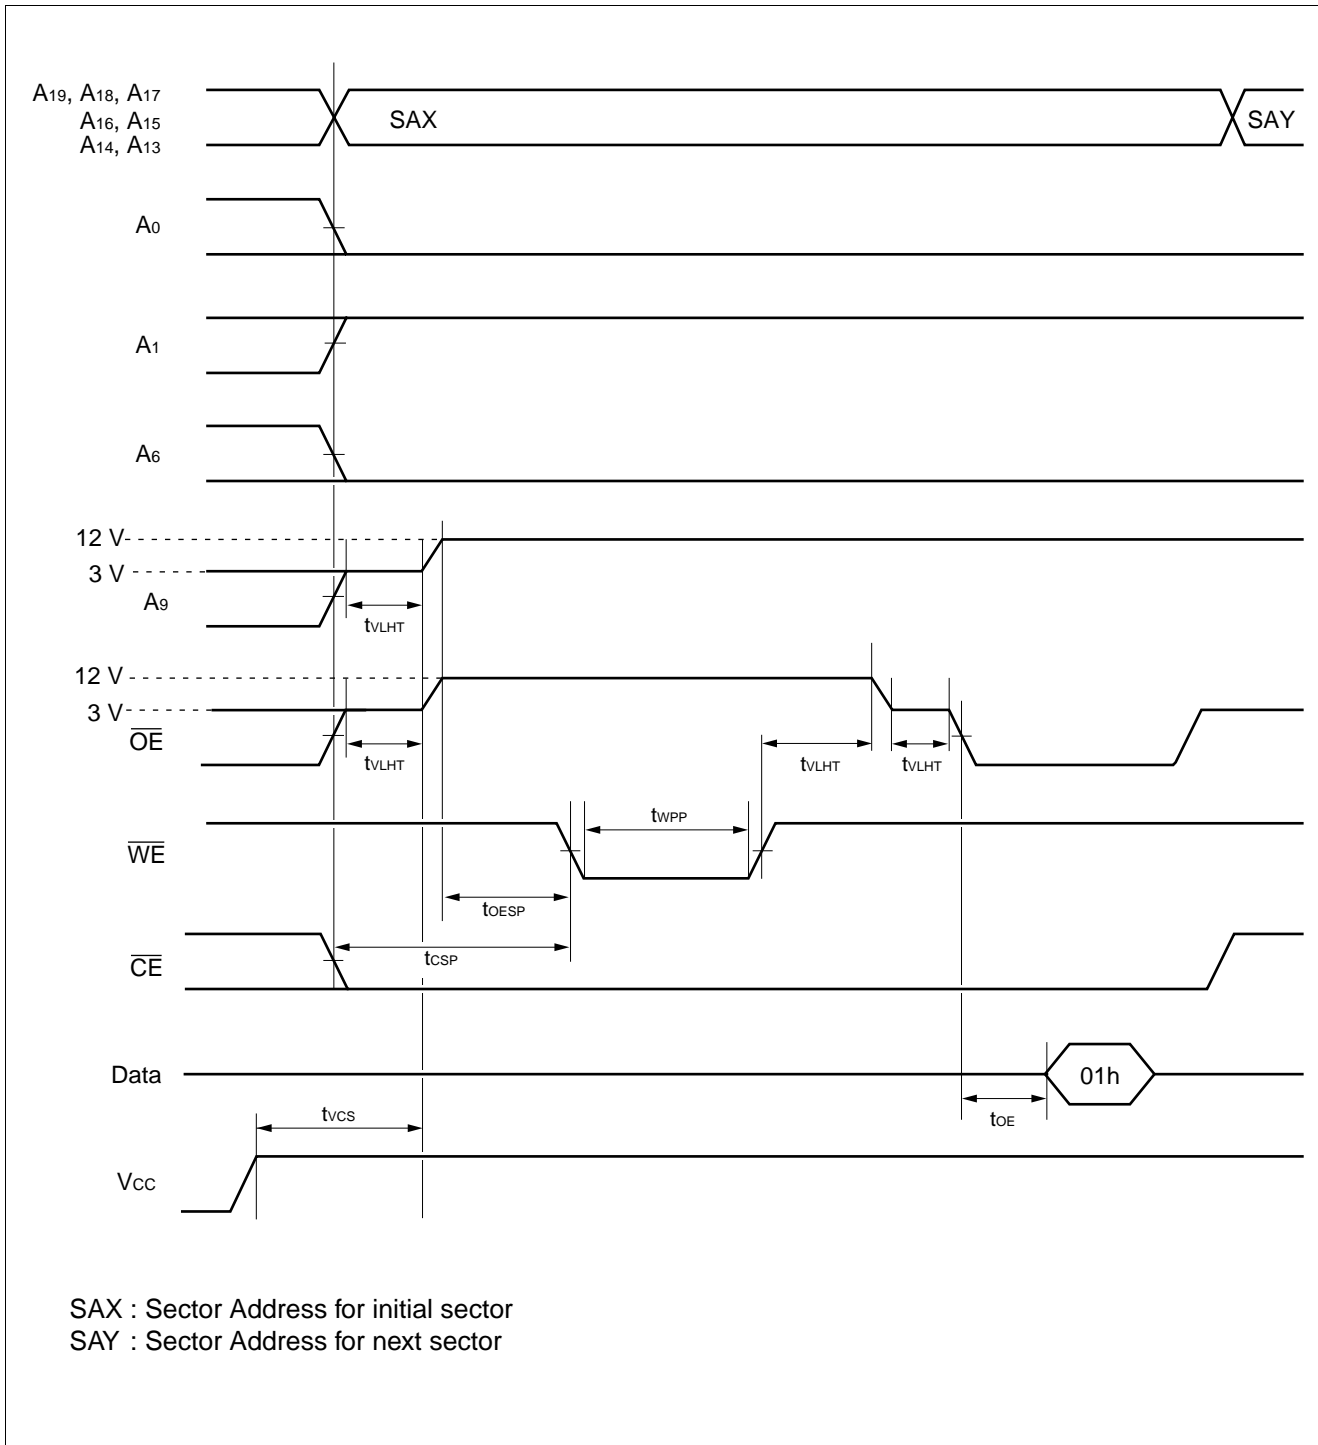 A19, A18, A17
A16, A15
A14, A13
SAX
SAY
A0
A1
A6
12 V
3 V
A9
tVLHT
12 V
3 V
OE
tVLHT
tVLHT
tVLHT
WE
tWPP
tOESP
CE
tCSP
Data
01h
tOE
tVCS
VCC
SAX : Sector Address for initial sector
SAY : Sector Address for next sector